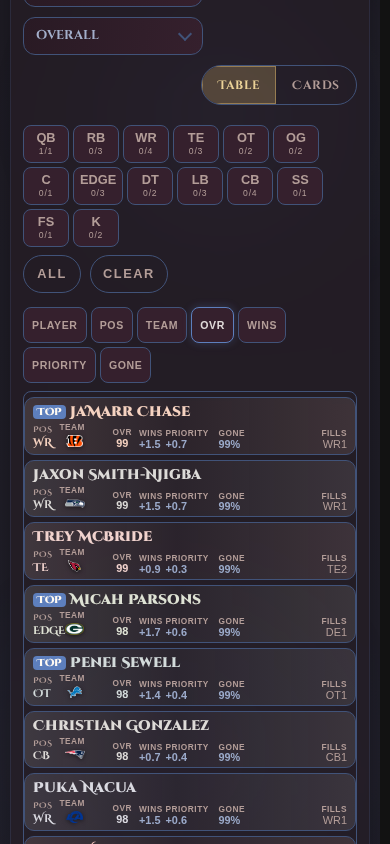 OVERALL
TABLE CARDS
QB RB WR TE OT OG
1/1 0/3 0/4 0/3 0/2 0/2
C EDGE DT LB CB SS
0/1 0/3 0/2 0/3 0/4 0/1
FS K
0/1 0/2
ALL CLEAR
PLAYER POS TEAM OVR WINS
PRIORITY GONE
TOP JA'MARR CHASE
POS TEAM OVR WINS PRIORITY GONE FILLS
WR 99 +1.5 +0.7 99% WR1
JAXON SMITH-NJIGBA
POS TEAM OVR WINS PRIORITY GONE FILLS
WR 99 +1.5 +0.7 99% WR1
TREY MCBRIDE
POS TEAM OVR WINS PRIORITY GONE FILLS
TE 99 +0.9 +0.3 99% TE2
TOP MICAH PARSONS
POS TEAM OVR WINS PRIORITY GONE FILLS
EDGE 98 +1.7 +0.6 99% DE1
TOP PENEI SEWELL
POS TEAM OVR WINS PRIORITY GONE FILLS
OT 98 +1.4 +0.4 99% OT1
CHRISTIAN GONZALEZ
POS TEAM OVR WINS PRIORITY GONE FILLS
CB 98 +0.7 +0.4 99% CB1
PUKA NACUA
POS TEAM OVR WINS PRIORITY GONE FILLS
WR 98 +1.5 +0.6 99% WR1